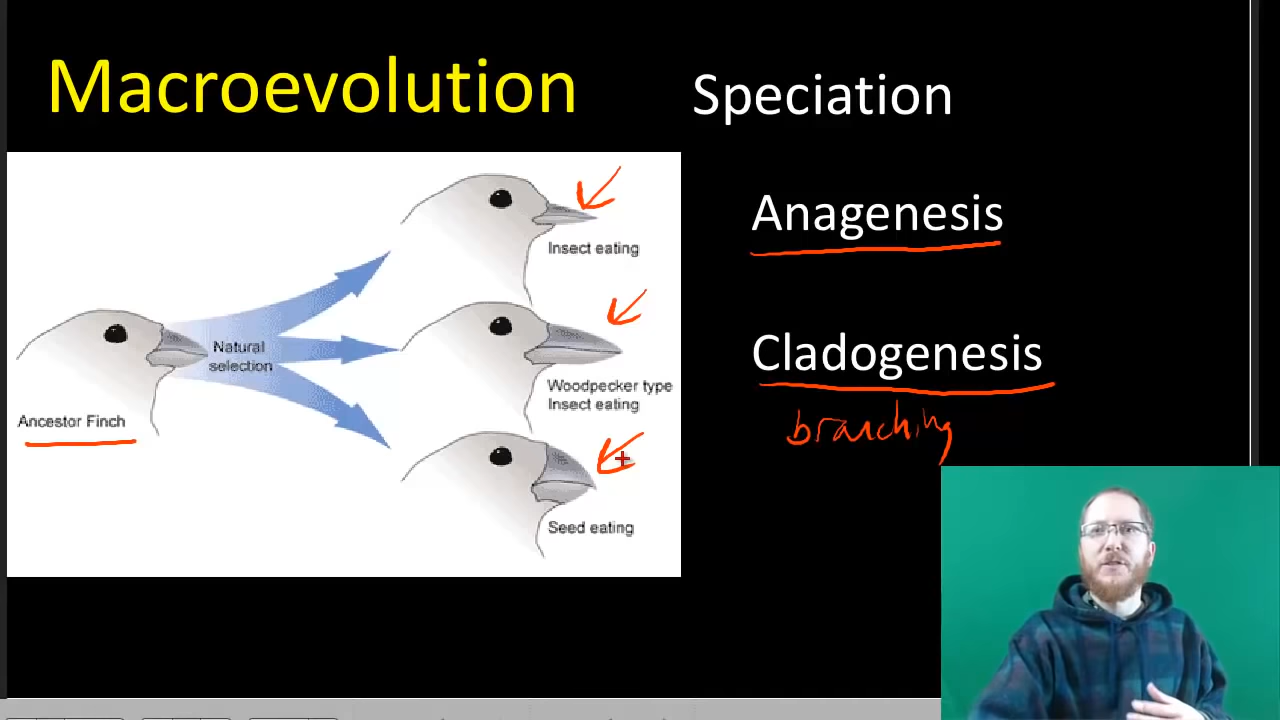 Macroevolution
Speciation
Insect eating
Natural
selection
Woodpecker type
Insect eating
Ancestor Finch
Seed eating
Anagenesis
Cladogenesis
branching